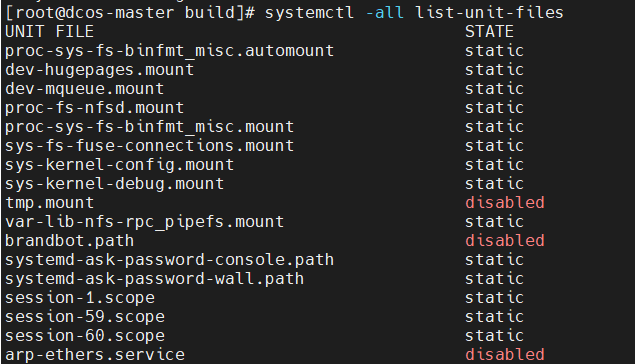 [root@dcos-master build]# systemctl -all list-unit-files
UNIT FILE STATE
proc-sys-fs-binfmt_misc.automount static
dev-hugepages.mount static
dev-mqueue.mount static
proc-fs-nfsd.mount static
proc-sys-fs-binfmt_misc.mount static
sys-fs-fuse-connections.mount static
sys-kernel-config.mount static
sys-kernel-debug.mount static
tmp.mount disabled
var-lib-nfs-rpc_pipefs.mount static
brandbot.path disabled
systemd-ask-password-console.path static
systemd-ask-password-wall.path static
session-1.scope static
session-59.scope static
session-60.scope static
arp-ethers.service disabled